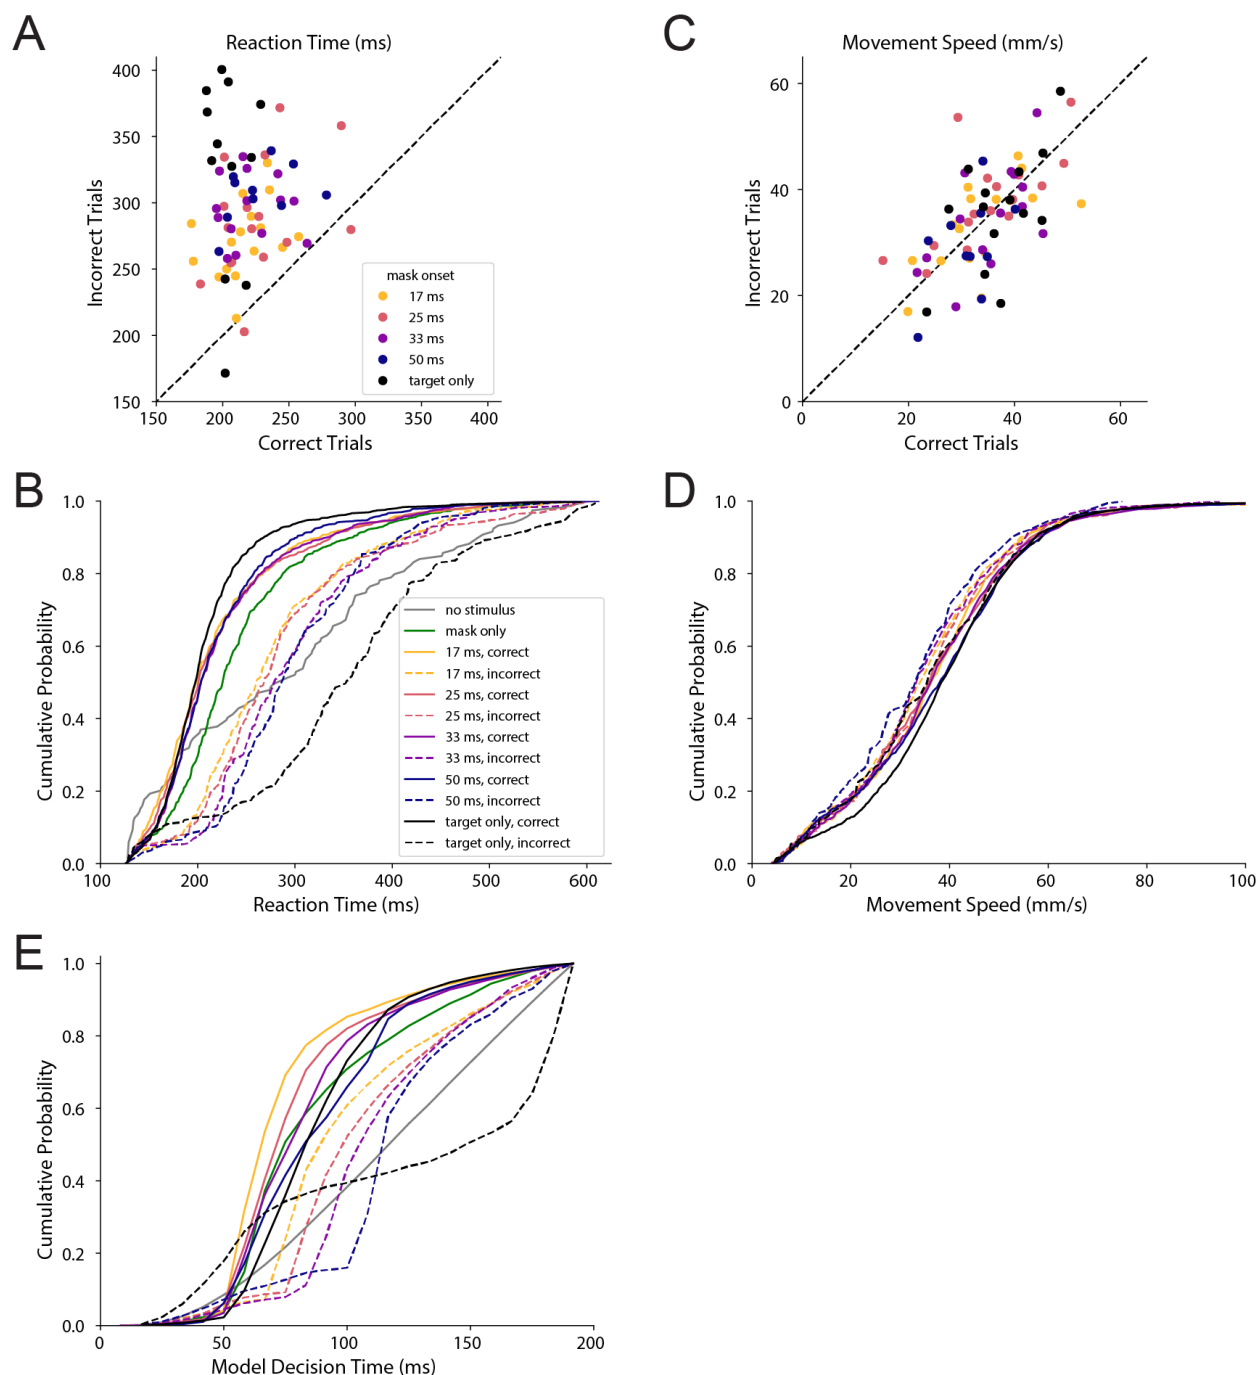 A
Reaction Time (ms)
400
350
300
250
200
150
Incorrect Trials
150
200
250
300
350
400
Correct Trials
mask onset
17 ms
25 ms
33 ms
50 ms
target only
C
Movement Speed (mm/s)
60
40
20
0
Incorrect Trials
0
20
40
60
Correct Trials
B
1.0
0.8
0.6
0.4
0.2
0.0
Cumulative Probability
100
200
300
400
500
600
Reaction Time (ms)
no stimulus
mask only
17 ms, correct
17 ms, incorrect
25 ms, correct
25 ms, incorrect
33 ms, correct
33 ms, incorrect
50 ms, correct
50 ms, incorrect
target only, correct
target only, incorrect
D
1.0
0.8
0.6
0.4
0.2
0.0
Cumulative Probability
0
20
40
60
80
100
Movement Speed (mm/s)
E
1.0
0.8
0.6
0.4
0.2
0.0
Cumulative Probability
0
50
100
150
200
Model Decision Time (ms)